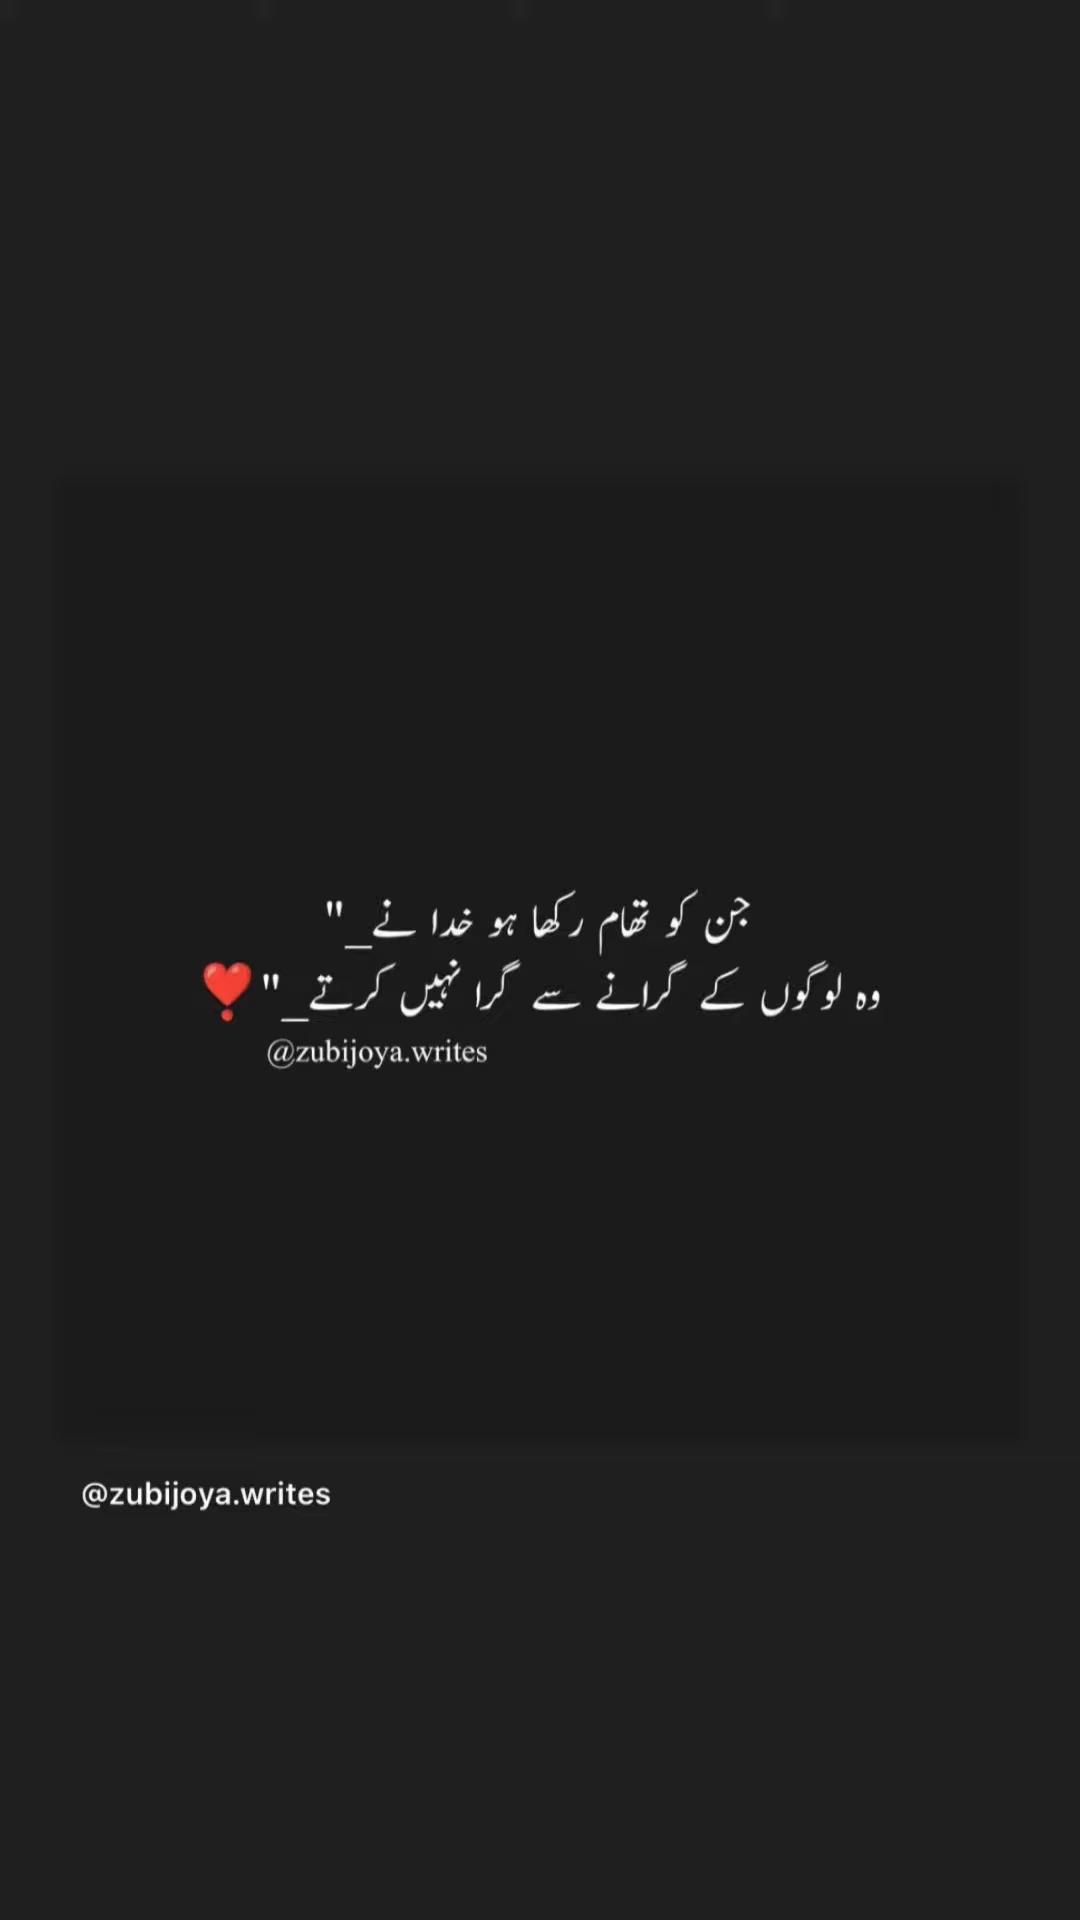 جن کو تھام رکھا ہو خدا نے_"
وہ لوگوں کے گرانے سے گرا نہیں کرتے_"❣️
@zubijoya.writes
@zubijoya.writes